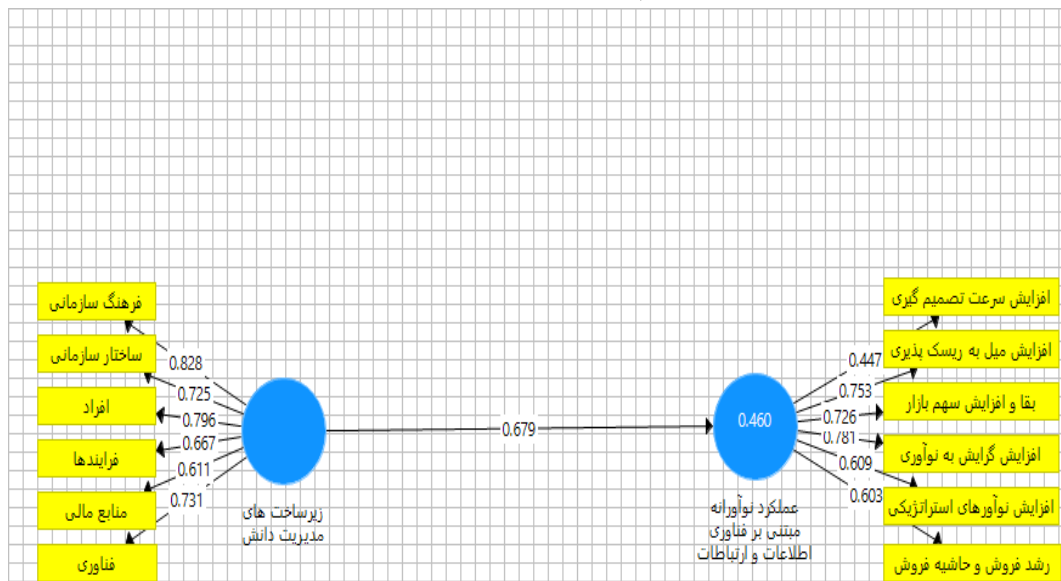 فرهنگ سازمانی
ساختار سازمانی
افراد
فرایندها
منابع مالی
فناوری
0.828
0.725
0.796
0.667
0.611
0.731
زیرساخت های
مدیریت دانش
0.679
0.460
عملکرد نوآورانه
مبتنی بر فناوری
اطلاعات و ارتباطات
0.447
0.753
0.726
0.781
0.609
0.603
افزایش سرعت تصمیم گیری
افزایش میل به ریسک پذیری
بقا و افزایش سهم بازار
افزایش گرایش به نوآوری
افزایش نوآورهای استراتژیکی
رشد فروش و حاشیه فروش